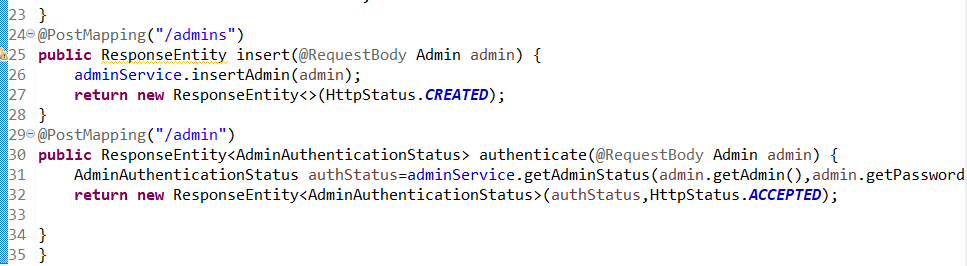 23 }
24 @PostMapping("/admins")
25 public ResponseEntity insert(@RequestBody Admin admin) {
26     adminService.insertAdmin(admin);
27     return new ResponseEntity<>(HttpStatus.CREATED);
28 }
29 @PostMapping("/admin")
30 public ResponseEntity<AdminAuthenticationStatus> authenticate(@RequestBody Admin admin) {
31     AdminAuthenticationStatus authStatus=adminService.getAdminStatus(admin.getAdmin(),admin.getPassword
32     return new ResponseEntity<AdminAuthenticationStatus>(authStatus,HttpStatus.ACCEPTED);
33
34 }
35 }